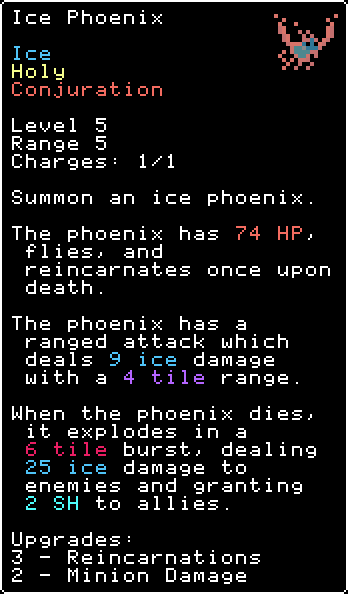 Ice Phoenix
Ice
Holy
Conjuration
Level 5
Range 5
Charges: 1/1
Summon an ice phoenix.
The phoenix has 74 HP,
flies, and
reincarnates once upon
death.
The phoenix has a
ranged attack which
deals 9 ice damage
with a 4 tile range.
When the phoenix dies,
it explodes in a
6 tile burst, dealing
25 ice damage to
enemies and granting
2 SH to allies.
Upgrades:
3 - Reincarnations
2 - Minion Damage